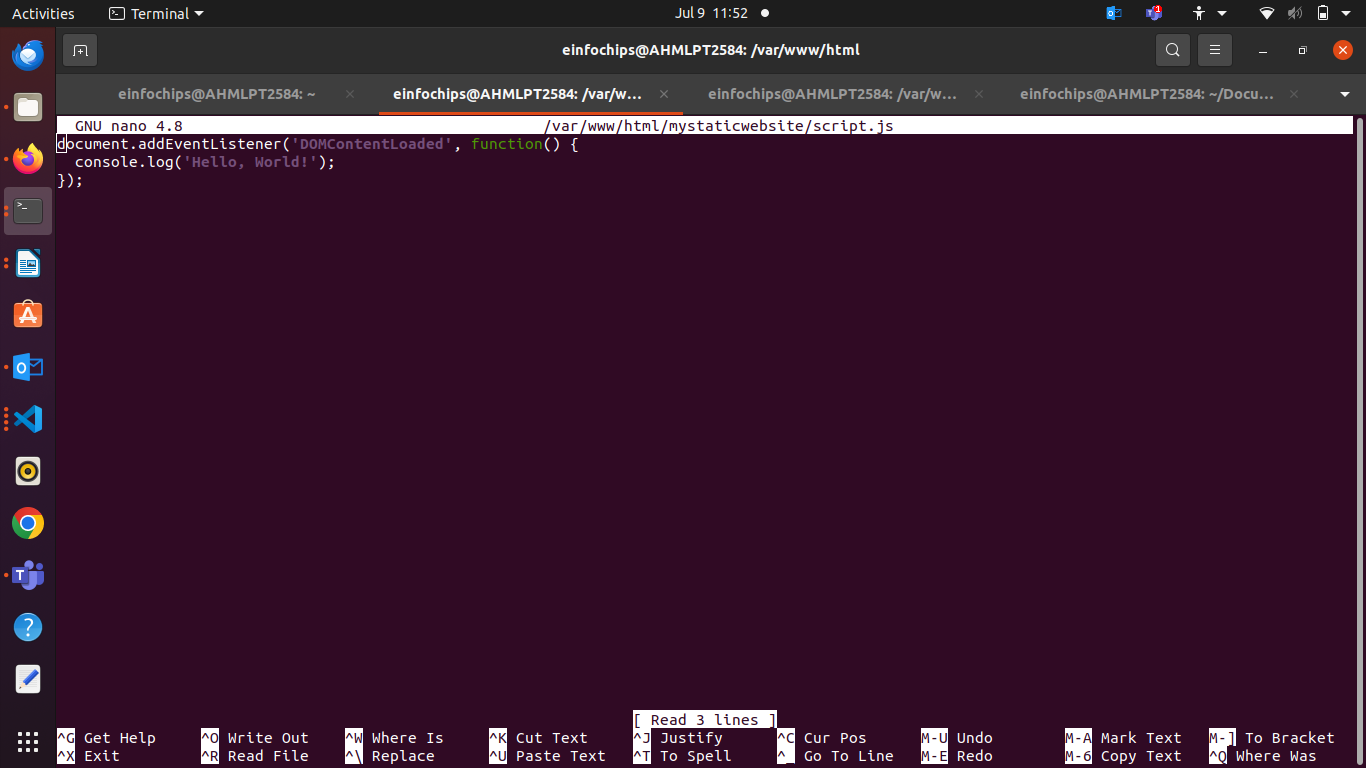 Activities Terminal Jul 9 11:52 1
einfochips@AHMLPT2584: /var/www/html
einfochips@AHMLPT2584: ~ × einfochips@AHMLPT2584: /var/w... × einfochips@AHMLPT2584: /var/w... × einfochips@AHMLPT2584: ~/Docu... ×
GNU nano 4.8 /var/www/html/mystaticwebsite/script.js
document.addEventListener('DOMContentLoaded', function() {
  console.log('Hello, World!');
});
[ Read 3 lines ]
^G Get Help ^O Write Out ^W Where Is ^K Cut Text ^J Justify ^C Cur Pos M-U Undo M-A Mark Text M-] To Bracket
^X Exit ^R Read File ^\ Replace ^U Paste Text ^T To Spell ^_ Go To Line M-E Redo M-6 Copy Text ^Q Where Was